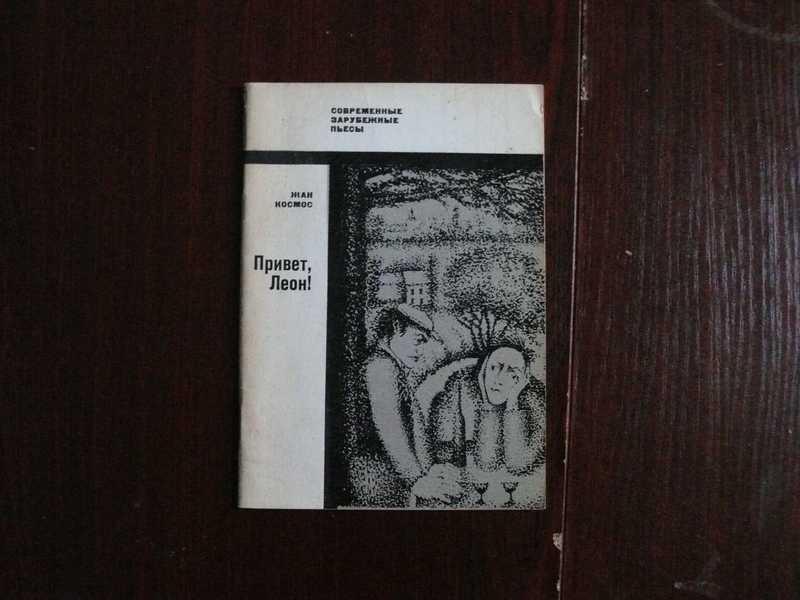 СОВРЕМЕННЫЕ
ЗАРУБЕЖНЫЕ
ПЬЕСЫ
ЖАН
КОСМОС
Привет,
Леон!